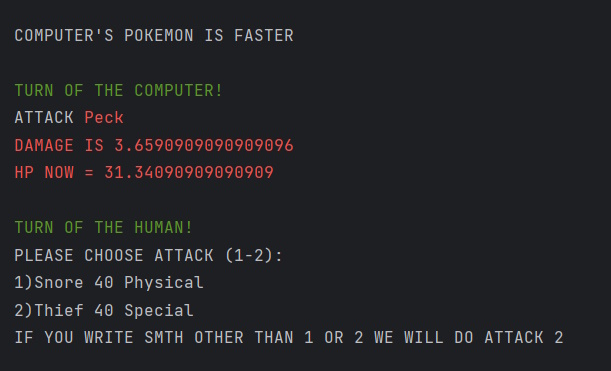 COMPUTER'S POKEMON IS FASTER
TURN OF THE COMPUTER!
ATTACK Peck
DAMAGE IS 3.6590909090909096
HP NOW = 31.34090909090909
TURN OF THE HUMAN!
PLEASE CHOOSE ATTACK (1-2):
1)Snore 40 Physical
2)Thief 40 Special
IF YOU WRITE SMTH OTHER THAN 1 OR 2 WE WILL DO ATTACK 2